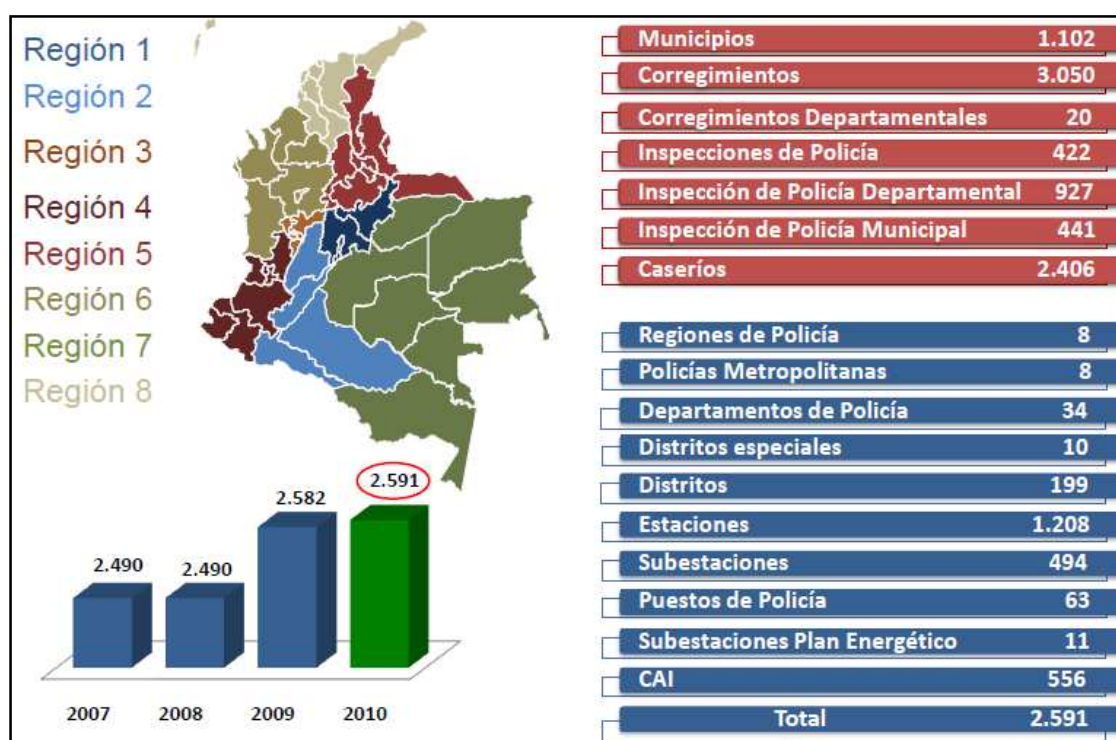 Región 1
Región 2
Región 3
Región 4
Región 5
Región 6
Región 7
Región 8
2.490
2.490
2.582
2.591
2007 2008 2009 2010
Municipios 1.102
Corregimientos 3.050
Corregimientos Departamentales 20
Inspecciones de Policía 422
Inspección de Policía Departamental 927
Inspección de Policía Municipal 441
Caseríos 2.406
Regiones de Policía 8
Policías Metropolitanas 8
Departamentos de Policía 34
Distritos especiales 10
Distritos 199
Estaciones 1.208
Subestaciones 494
Puestos de Policía 63
Subestaciones Plan Energético 11
CAI 556
Total 2.591